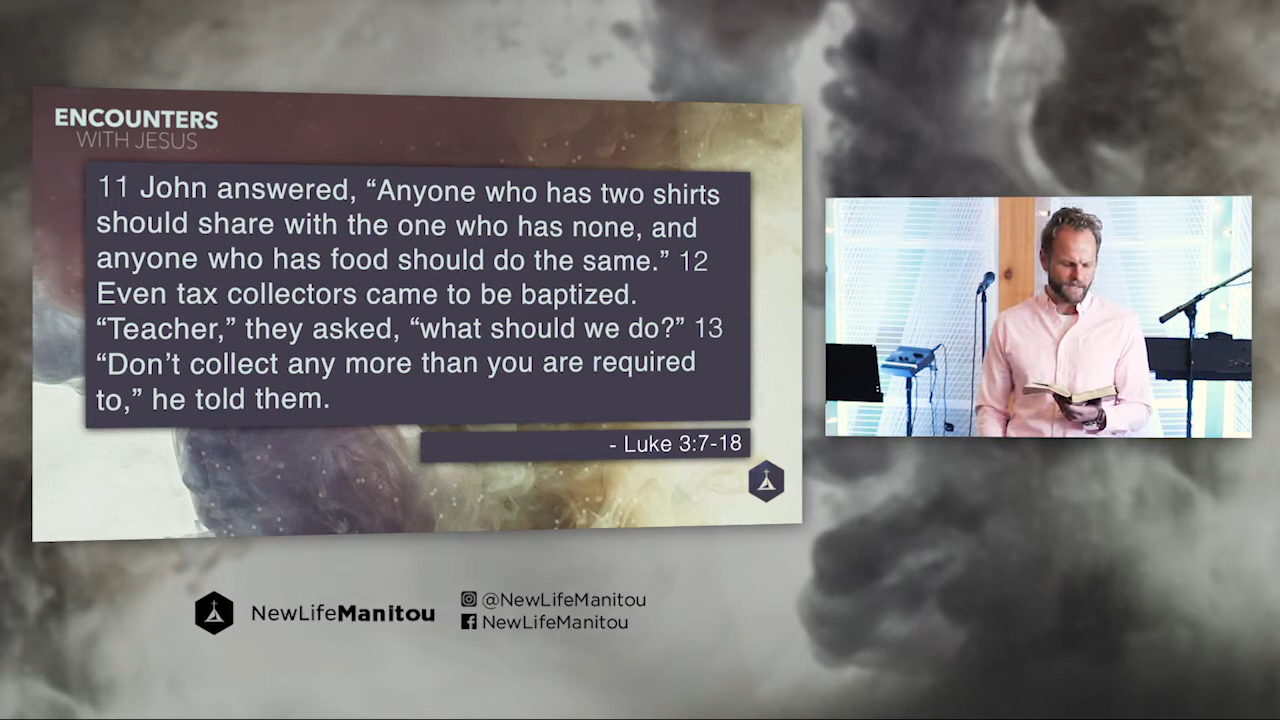 ENCOUNTERS
WITH JESUS
11 John answered, “Anyone who has two shirts
should share with the one who has none, and
anyone who has food should do the same.” 12
Even tax collectors came to be baptized.
“Teacher,” they asked, “what should we do?” 13
“Don’t collect any more than you are required
to,” he told them.
- Luke 3:7-18
NewLifeManitou
@NewLifeManitou
NewLifeManitou